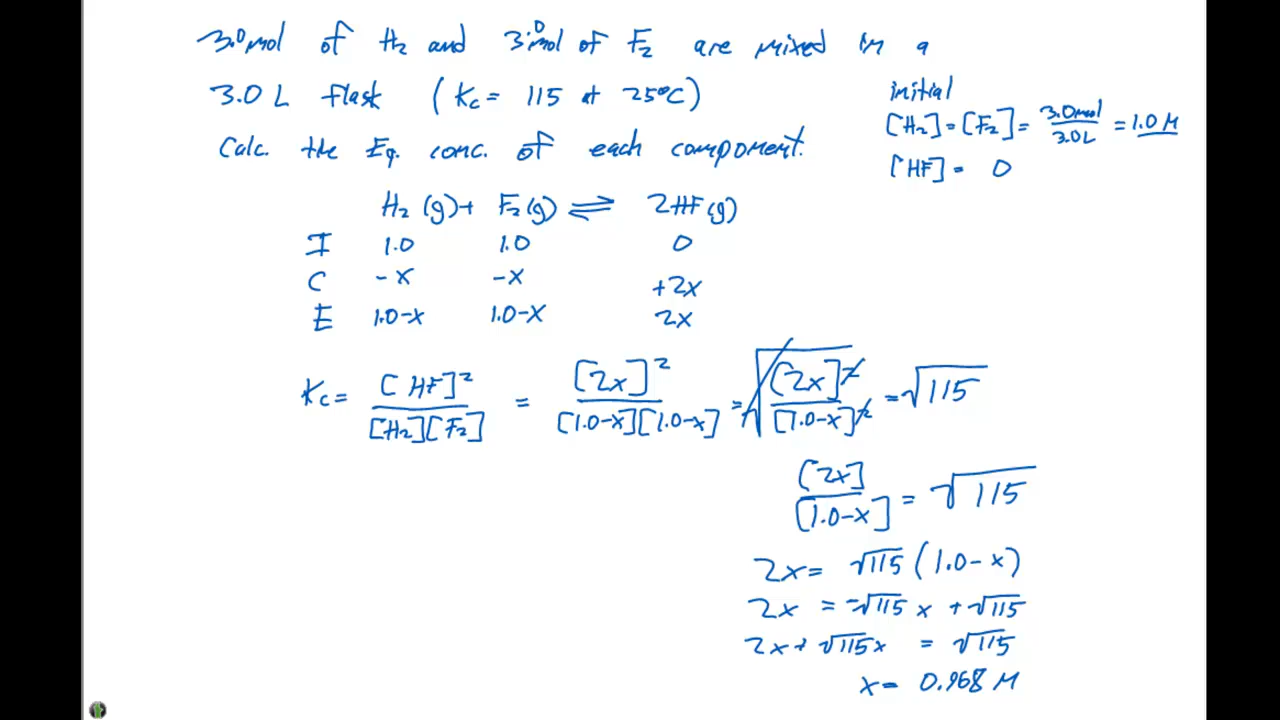 3.0 mol of H₂ and 3.0 mol of F₂ are mixed in a
3.0 L flask (Kc = 115 at 25°C)
Calc. the Eq. conc. of each component.
initial
[H₂] = [F₂] = 3.0mol/3.0L = 1.0 M
[HF] = 0
H₂(g) + F₂(g) ⇌ 2HF(g)
I 1.0 1.0 0
C -x -x +2x
E 1.0-x 1.0-x 2x
Kc = [HF]²/[H₂][F₂] = [2x]²/[1.0-x][1.0-x] = √([2x]²/[1.0-x]²) = √115
[2x]/[1.0-x] = √115
2x = √115 (1.0-x)
2x = -√115 x + √115
2x + √115x = √115
x = 0.968 M